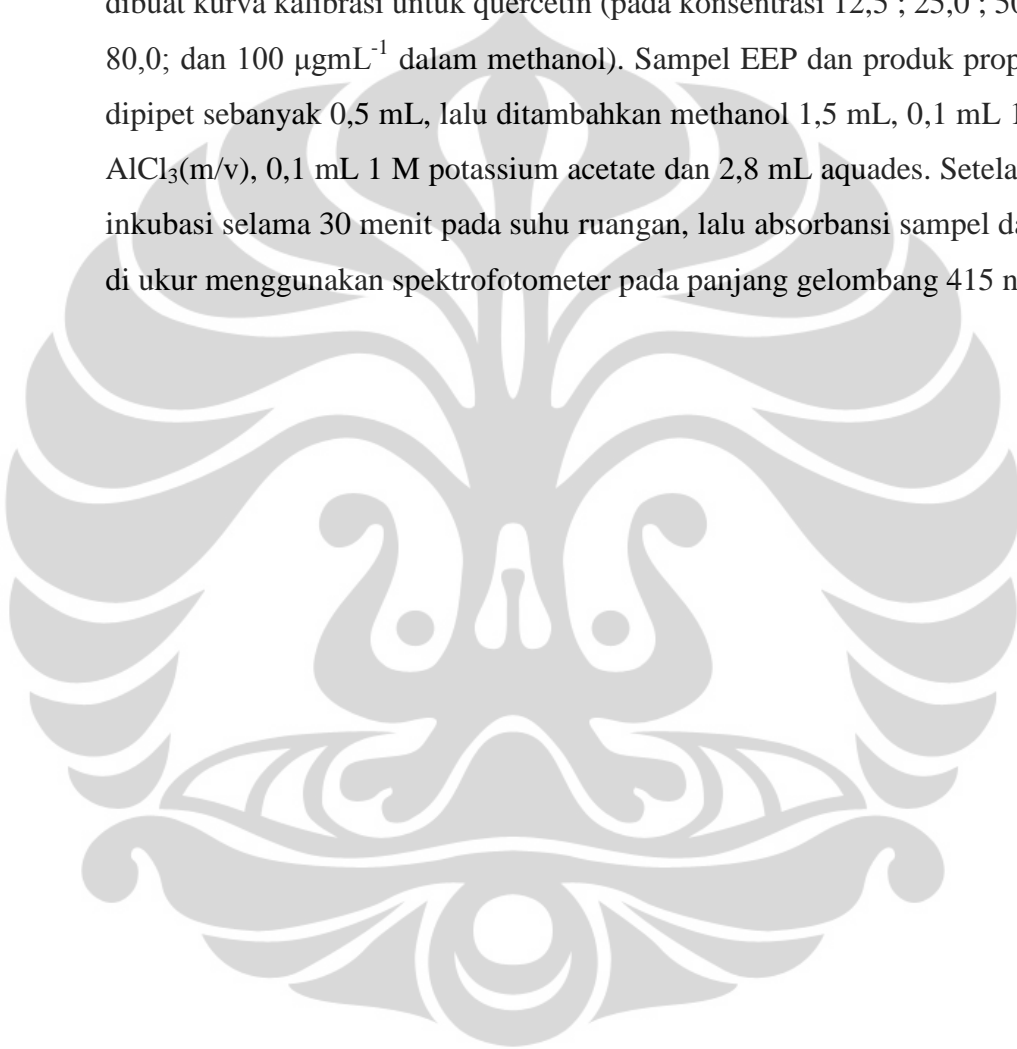 dibuat kurva kalibrasi untuk quercetin (pada konsentrasi 12,5 ; 25,0 ;
80,0; dan 100 µgmL⁻¹ dalam methanol). Sampel EEP dan produk
dipipet sebanyak 0,5 mL, lalu ditambahkan methanol 1,5 mL, 0,1 mL
AlCl₃(m/v), 0,1 mL 1 M potassium acetate dan 2,8 mL aquades.
inkubasi selama 30 menit pada suhu ruangan, lalu absorbansi sampel
di ukur menggunakan spektrofotometer pada panjang gelombang 415